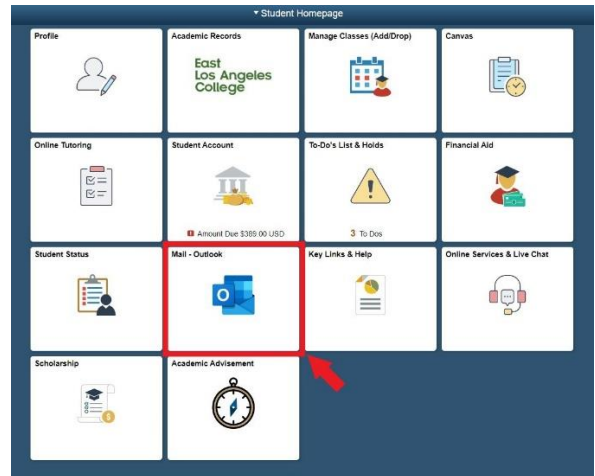 Student Homepage
Profile
Academic Records
Manage Classes (Add/Drop)
Canvas
East
Los Angeles
College
Online Tutoring
Student Account
To-Do's List & Holds
Financial Aid
Amount Due $389.00 USD
3 To Dos
Student Status
Mail - Outlook
Key Links & Help
Online Services & Live Chat
O
Scholarship
Academic Advisement